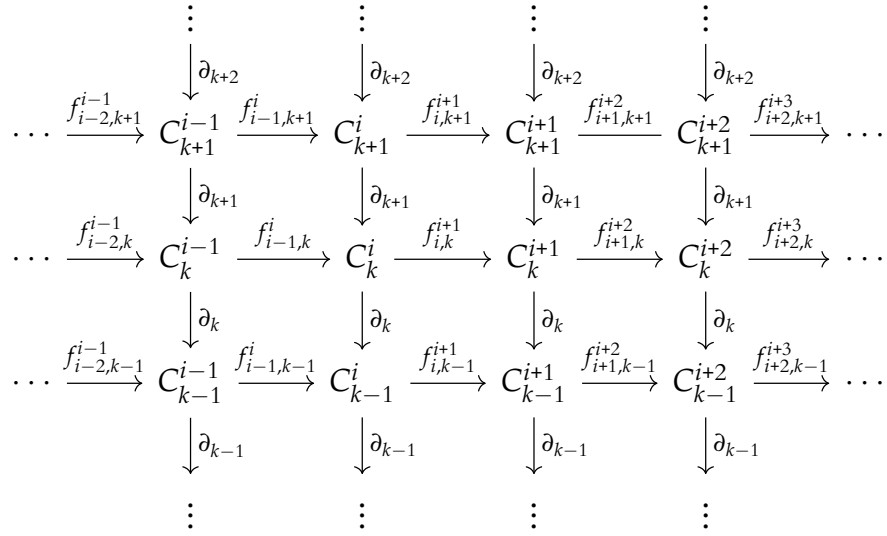 ⋮ ⋮ ⋮ ⋮
∂_{k+2} ∂_{k+2} ∂_{k+2} ∂_{k+2}
f^{i−1}_{i−2,k+1} f^{i}_{i−1,k+1} f^{i+1}_{i,k+1} f^{i+2}_{i+1,k+1} f^{i+3}_{i+2,k+1}
⋯ C^{i−1}_{k+1} C^{i}_{k+1} C^{i+1}_{k+1} C^{i+2}_{k+1} ⋯
∂_{k+1} ∂_{k+1} ∂_{k+1} ∂_{k+1}
f^{i−1}_{i−2,k} f^{i}_{i−1,k} f^{i+1}_{i,k} f^{i+2}_{i+1,k} f^{i+3}_{i+2,k}
⋯ C^{i−1}_{k} C^{i}_{k} C^{i+1}_{k} C^{i+2}_{k} ⋯
∂_{k} ∂_{k} ∂_{k} ∂_{k}
f^{i−1}_{i−2,k−1} f^{i}_{i−1,k−1} f^{i+1}_{i,k−1} f^{i+2}_{i+1,k−1} f^{i+3}_{i+2,k−1}
⋯ C^{i−1}_{k−1} C^{i}_{k−1} C^{i+1}_{k−1} C^{i+2}_{k−1} ⋯
∂_{k−1} ∂_{k−1} ∂_{k−1} ∂_{k−1}
⋮ ⋮ ⋮ ⋮